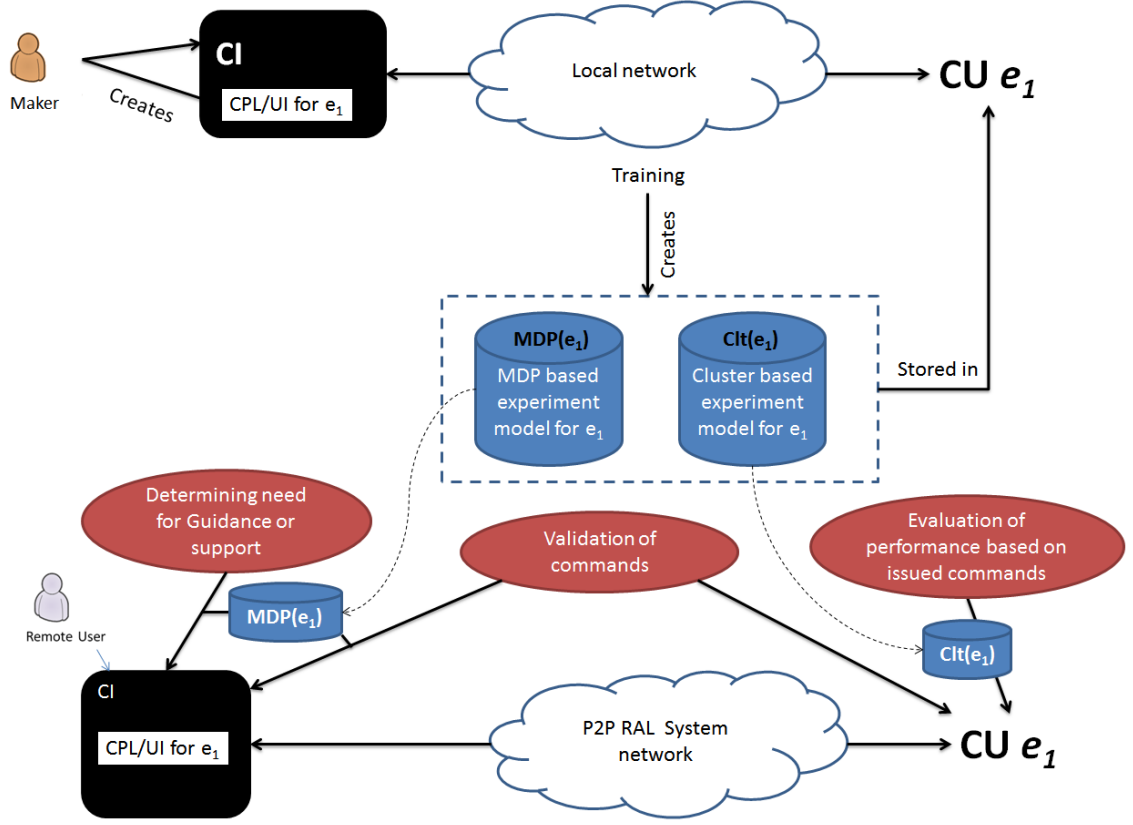 Maker
Creates
CI
CPL/UI for e1
Local network
CU e1
Training
Creates
MDP(e1)
MDP based
experiment
model for e1
Clt(e1)
Cluster based
experiment
model for e1
Stored in
Determining need
for Guidance or
support
Validation of
commands
Evaluation of
performance based on
issued commands
MDP(e1)
Clt(e1)
Remote User
CI
CPL/UI for e1
P2P RAL System
network
CU e1